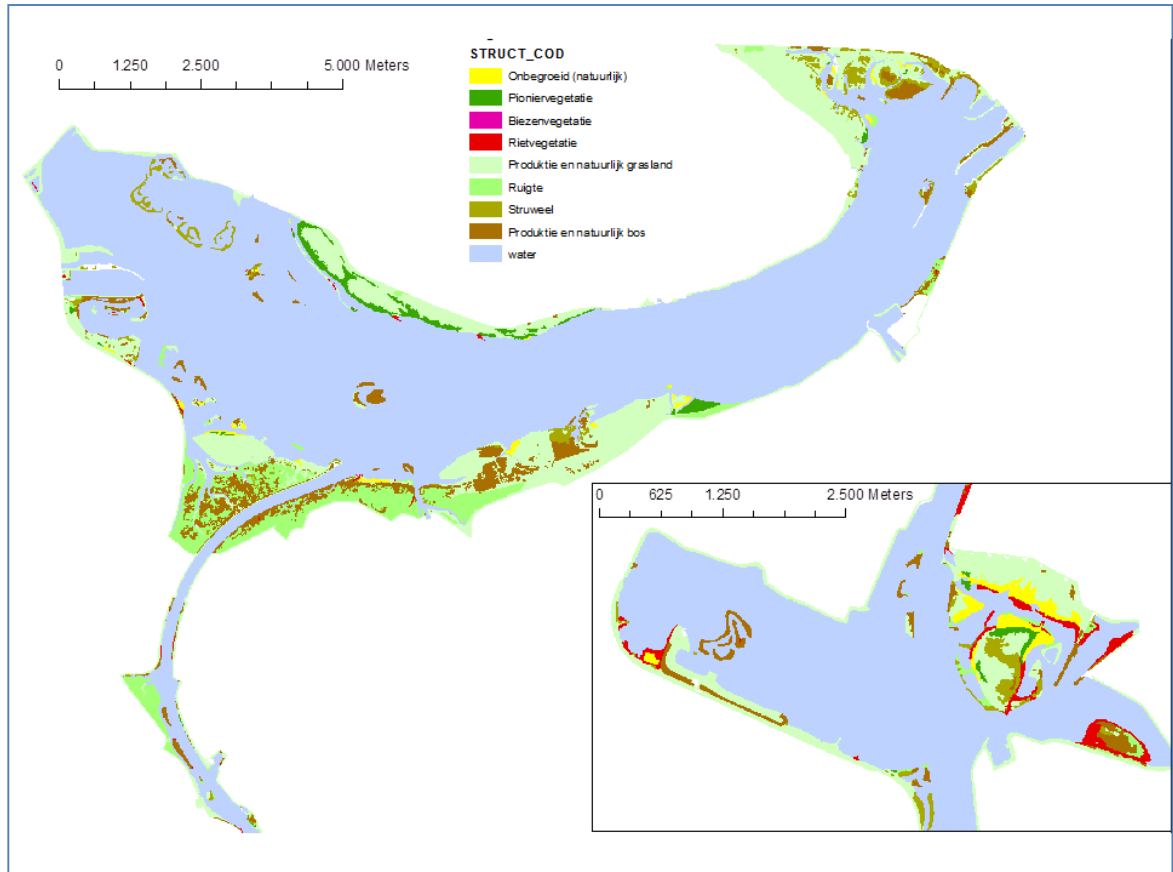 0 1.250 2.500 5.000 Meters
STRUCT_COD
Onbegroeid (natuurlijk)
Pioniervegetatie
Biezenvegetatie
Rietvegetatie
Produktie en natuurlijk grasland
Ruigte
Struweel
Produktie en natuurlijk bos
water
0 625 1.250 2.500 Meters